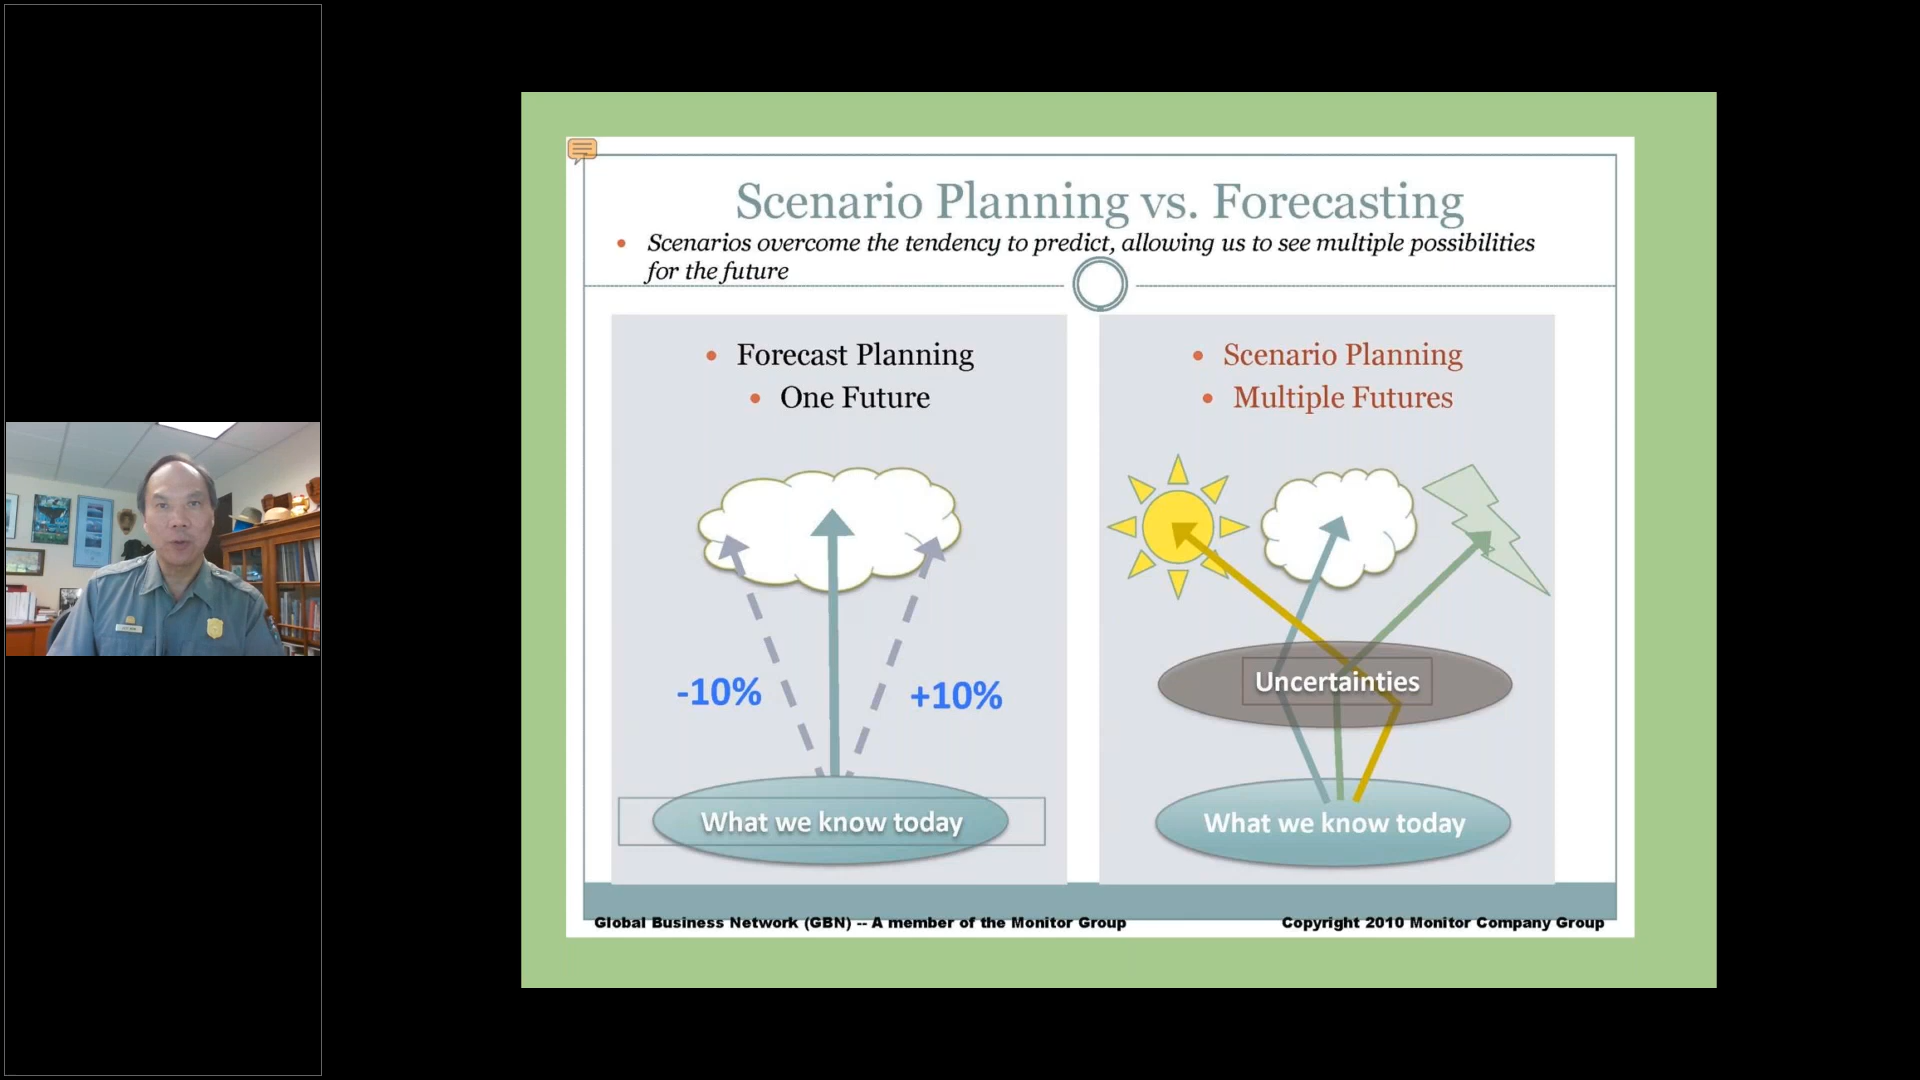 Scenario Planning vs. Forecasting
• Scenarios overcome the tendency to predict, allowing us to see multiple possibilities
for the future
• Forecast Planning
• One Future
-10%
+10%
What we know today
• Scenario Planning
• Multiple Futures
Uncertainties
What we know today
Global Business Network (GBN) -- A member of the Monitor Group
Copyright 2010 Monitor Company Group